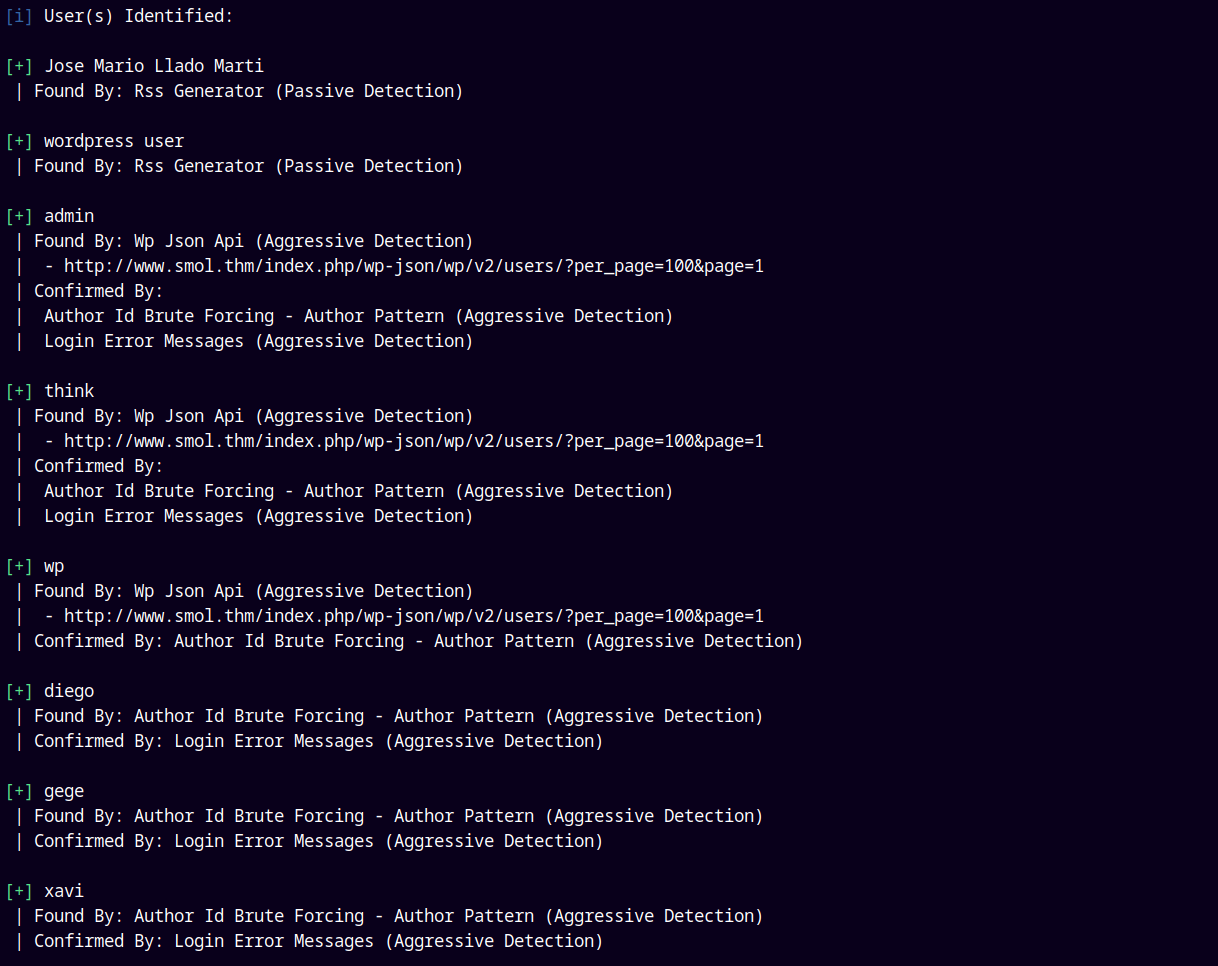 [i] User(s) Identified:
[+] Jose Mario Llado Marti
| Found By: Rss Generator (Passive Detection)
[+] wordpress user
| Found By: Rss Generator (Passive Detection)
[+] admin
| Found By: Wp Json Api (Aggressive Detection)
|  - http://www.smol.thm/index.php/wp-json/wp/v2/users/?per_page=100&page=1
| Confirmed By:
|  Author Id Brute Forcing - Author Pattern (Aggressive Detection)
|  Login Error Messages (Aggressive Detection)
[+] think
| Found By: Wp Json Api (Aggressive Detection)
|  - http://www.smol.thm/index.php/wp-json/wp/v2/users/?per_page=100&page=1
| Confirmed By:
|  Author Id Brute Forcing - Author Pattern (Aggressive Detection)
|  Login Error Messages (Aggressive Detection)
[+] wp
| Found By: Wp Json Api (Aggressive Detection)
|  - http://www.smol.thm/index.php/wp-json/wp/v2/users/?per_page=100&page=1
| Confirmed By: Author Id Brute Forcing - Author Pattern (Aggressive Detection)
[+] diego
| Found By: Author Id Brute Forcing - Author Pattern (Aggressive Detection)
| Confirmed By: Login Error Messages (Aggressive Detection)
[+] gege
| Found By: Author Id Brute Forcing - Author Pattern (Aggressive Detection)
| Confirmed By: Login Error Messages (Aggressive Detection)
[+] xavi
| Found By: Author Id Brute Forcing - Author Pattern (Aggressive Detection)
| Confirmed By: Login Error Messages (Aggressive Detection)